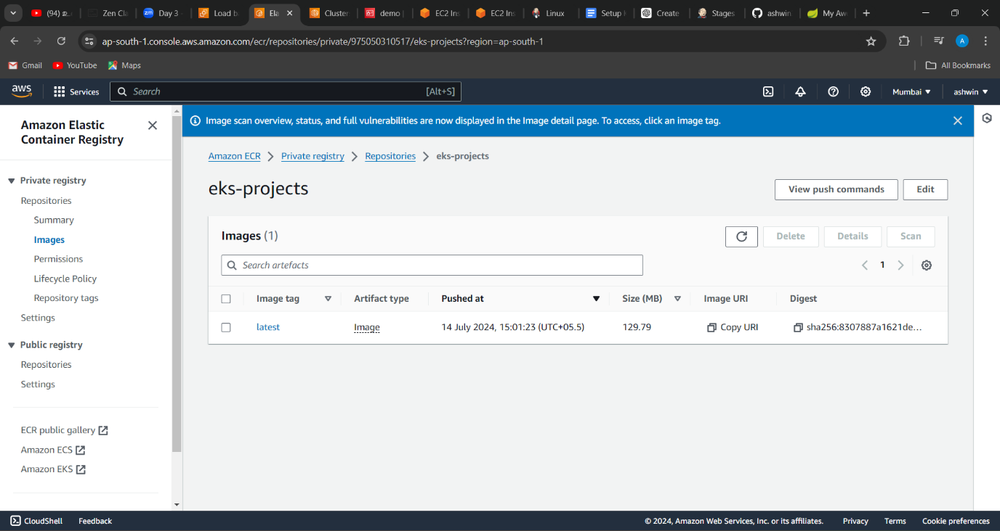 (94)
Zen Cla
Day 3
Load b
Ela
Cluster
demo
EC2 Ins
EC2 Ins
Linux
Setup
Create
Stages
ashwin
My Aw
ap-south-1.console.aws.amazon.com/ecr/repositories/private/975050310517/eks-projects?region=ap-south-1
A
Gmail
YouTube
Maps
All Bookmarks
aws
Services
Search
[Alt+S]
Mumbai
ashwin
Amazon Elastic
Container Registry
Private registry
Repositories
Summary
Images
Permissions
Lifecycle Policy
Repository tags
Settings
Public registry
Repositories
Settings
ECR public gallery
Amazon ECS
Amazon EKS
Image scan overview, status, and full vulnerabilities are now displayed in the Image detail page. To access, click an image tag.
Amazon ECR
Private registry
Repositories
eks-projects
eks-projects
View push commands
Edit
Images (1)
Delete
Details
Scan
Search artefacts
1
Image tag
Artifact type
Pushed at
Size (MB)
Image URI
Digest
latest
Image
14 July 2024, 15:01:23 (UTC+05.5)
129.79
Copy URI
sha256:8307887a1621de...
CloudShell
Feedback
© 2024, Amazon Web Services, Inc. or its affiliates.
Privacy
Terms
Cookie preferences